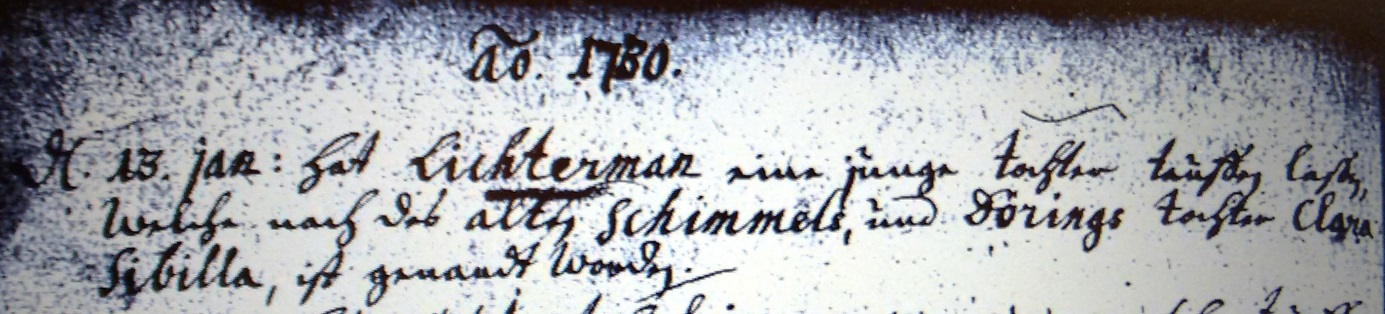 Ao. 1730.
d. 13. jan: hat Lichterman eine junge tochter tauffen lassen,
welche nach des alten Schimmels, und Dörings tochter Clara
Sibilla, ist genandt worden.